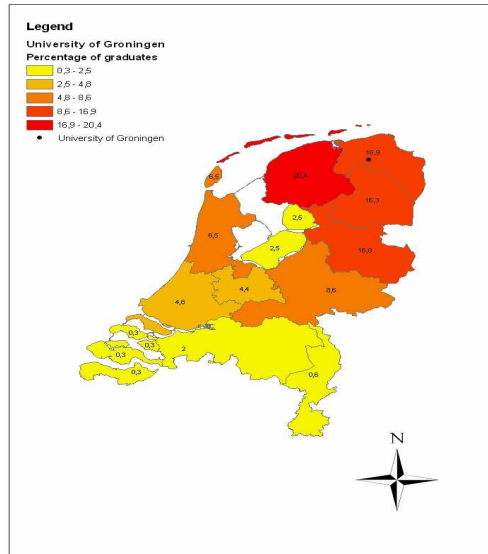 Legend
University of Groningen
Percentage of graduates
0,3 - 2,5
2,5 - 4,8
4,8 - 8,6
8,6 - 16,9
16,9 - 20,4
University of Groningen
16,9
20,4
6,5
16,3
2,5
6,5
2,5
4,4
8,6
4,8
0,3
0,3
0,3
2
0,3
0,6
N